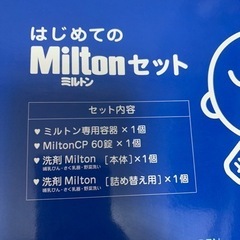 はじめての
Miltonセット
ミルトン
セット内容
♥ ミルトン専用容器×1個
♥ MiltonCP 60錠×1個
♥ 洗剤 Milton [本体]×1個
哺乳びん・さく乳器・野菜洗い
♥ 洗剤 Milton [詰め替え用]×1個
哺乳びん・さく乳器・野菜洗い